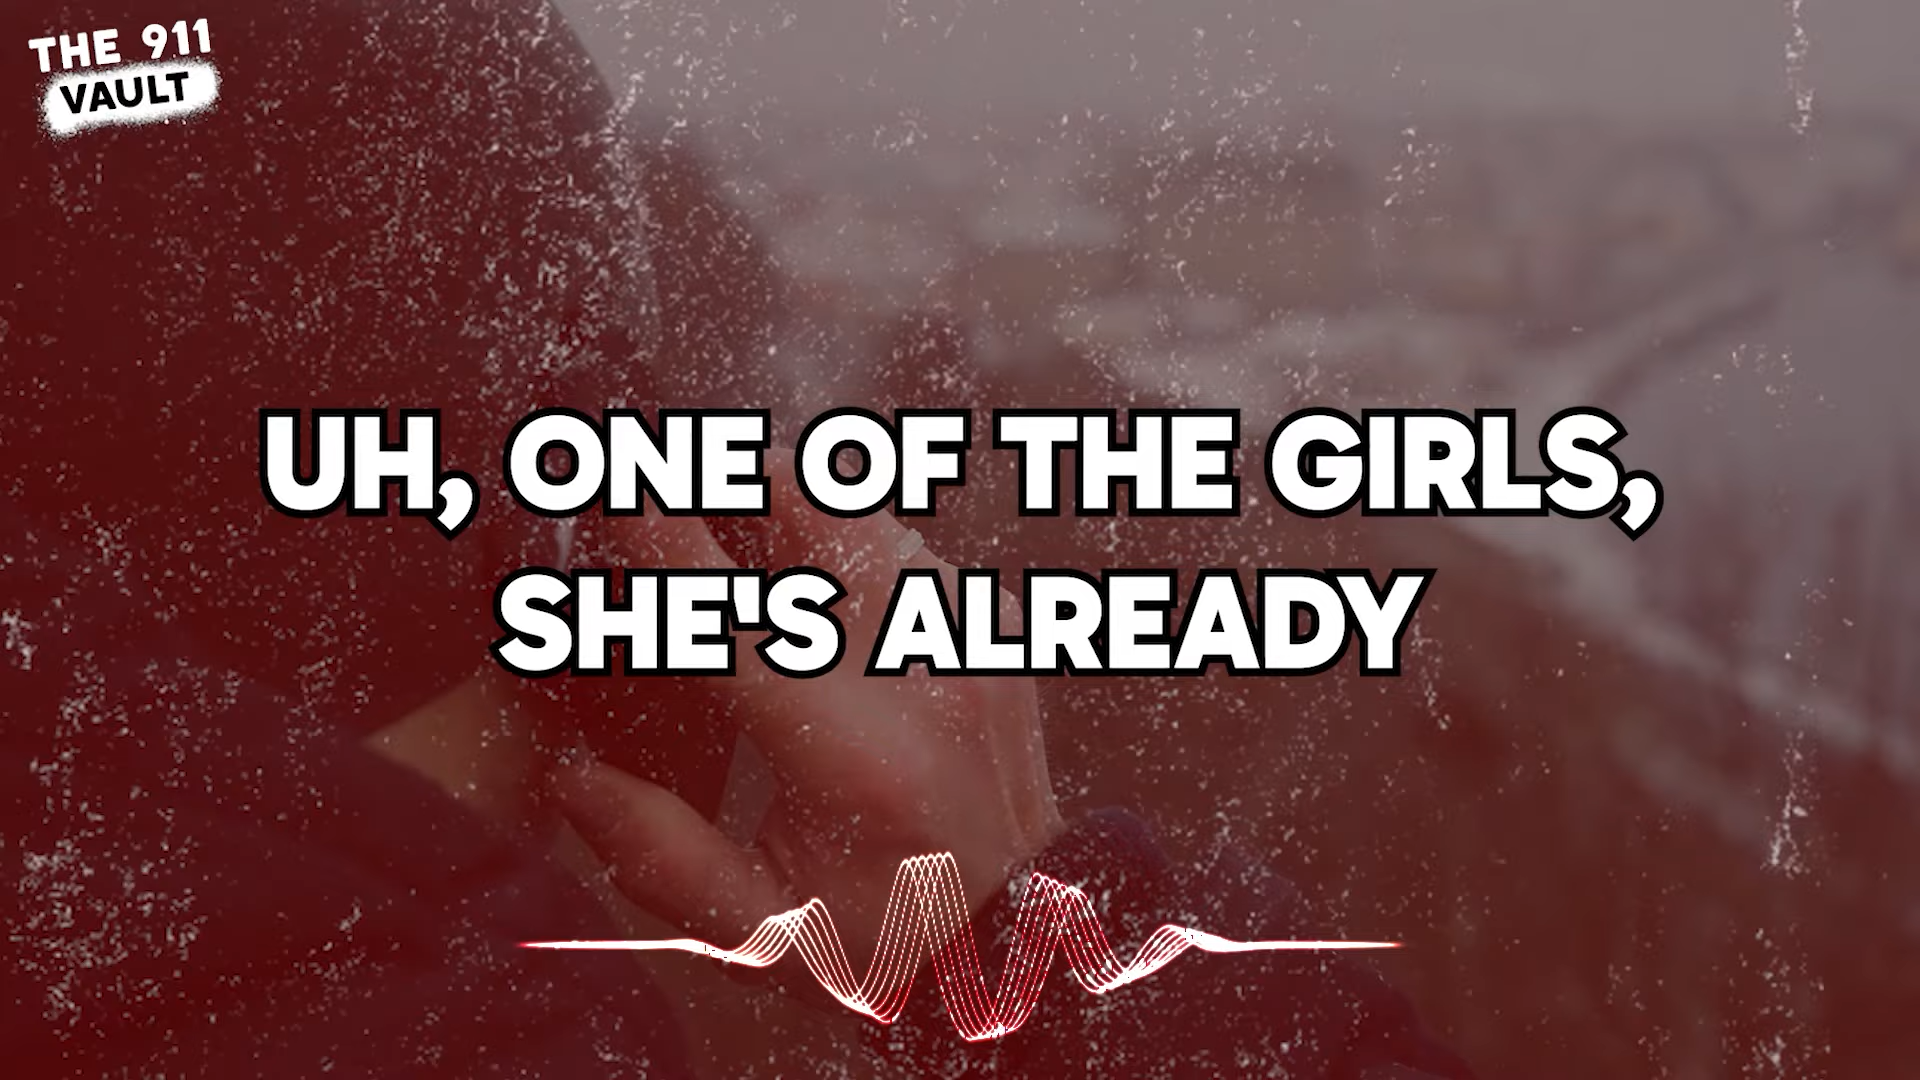 THE 911
VAULT
UH, ONE OF THE GIRLS,
SHE'S ALREADY